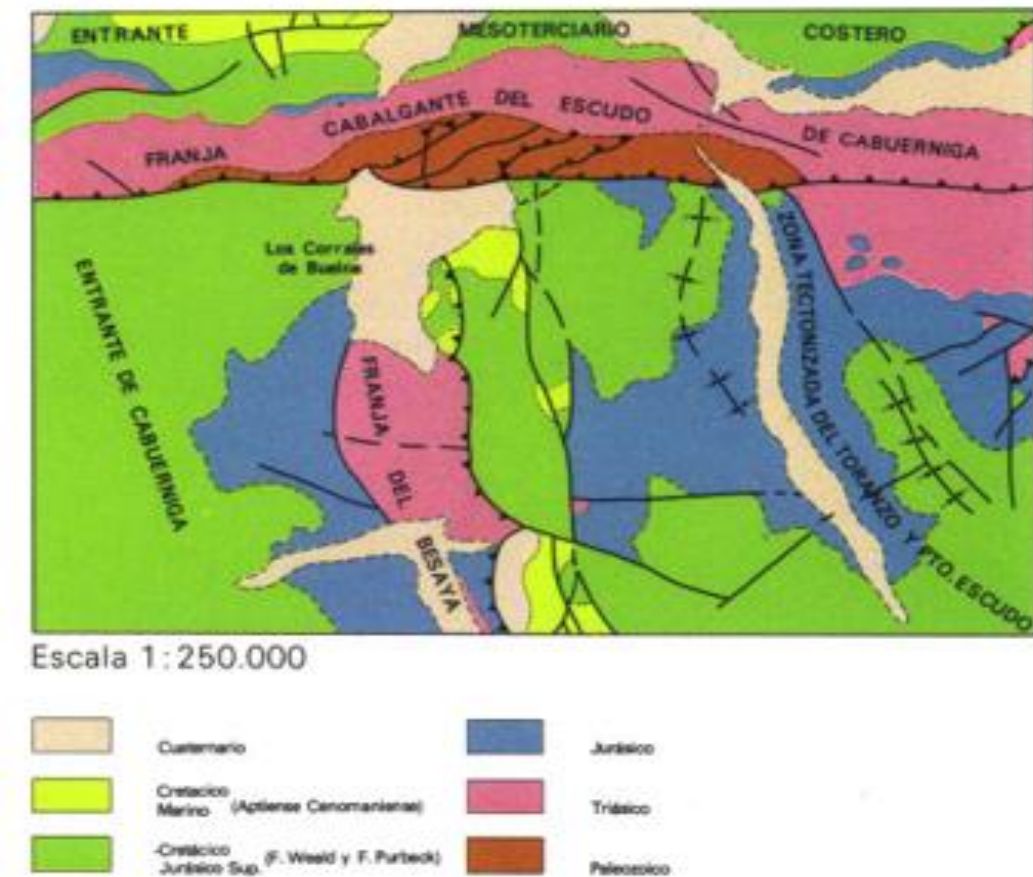 ENTRANTE MESOTERCIARIO COSTERO
FRANJA CABALGANTE DEL ESCUDO DE CABUERNIGA
Los Corrales
de Buelna
ENTRANTE DE CABUERNIGA
FRANJA DEL BESAYA
ZONA TECTONIZADA DEL TORANZO Y PTO. ESCUDO
Escala 1:250.000
Cuaternario
Cretacico
Marino (Aptiense Cenomaniense)
-Cretácico
Jurásico Sup. (F. Weald y F. Purbeck)
Jurásico
Triásico
Paleozoico